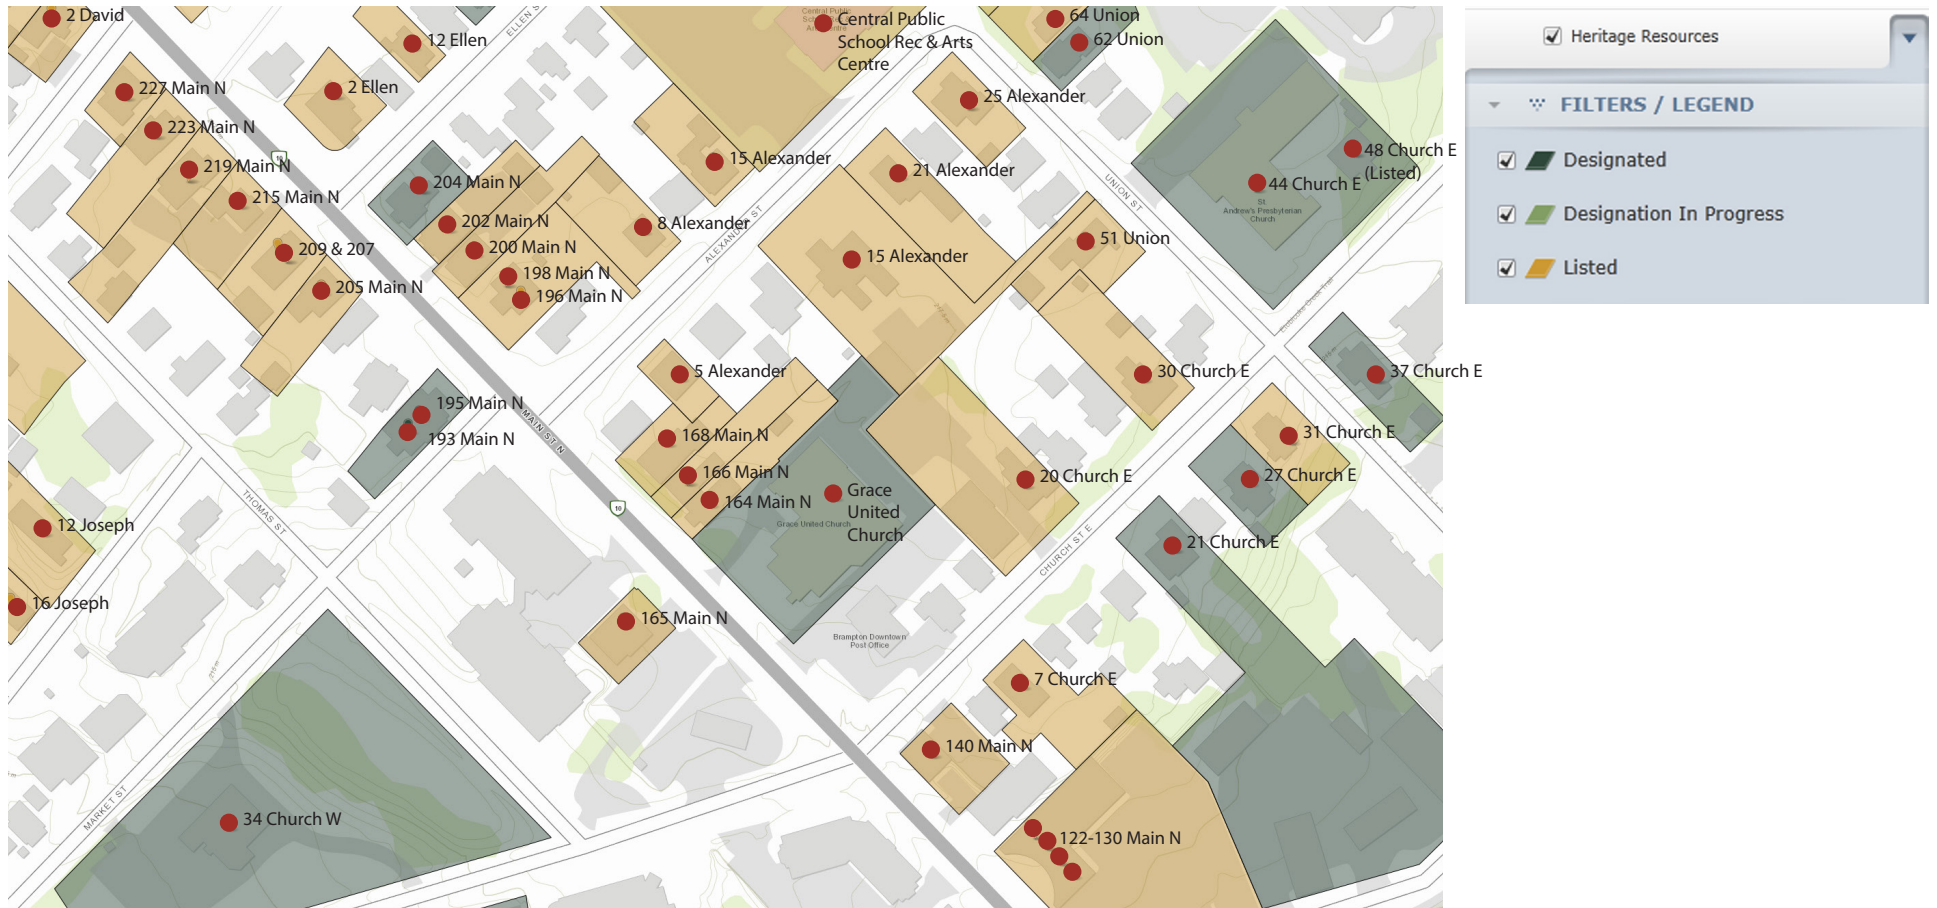 2 David
12 Ellen
ELLEN S
Central Public
School Rec & Arts
Centre
64 Union
62 Union
227 Main N
2 Ellen
223 Main N
25 Alexander
219 Main N
15 Alexander
21 Alexander
48 Church E
(Listed)
44 Church E
St.
Andrew's Presbyterian
Church
215 Main N
204 Main N
UNION ST
202 Main N
8 Alexander
ALEXANDER ST
51 Union
209 & 207
200 Main N
198 Main N
15 Alexander
205 Main N
196 Main N
Etobicoke Creek Trail
5 Alexander
30 Church E
37 Church E
195 Main N
193 Main N
MAIN ST N
168 Main N
31 Church E
166 Main N
20 Church E
27 Church E
164 Main N
Grace
United
Church
Grace United Church
10
10
THOMAS ST
12 Joseph
CHURCH ST E
21 Church E
16 Joseph
165 Main N
Brampton Downtown
Post Office
7 Church E
140 Main N
MARKET ST
34 Church W
122-130 Main N
Heritage Resources
FILTERS / LEGEND
Designated
Designation In Progress
Listed